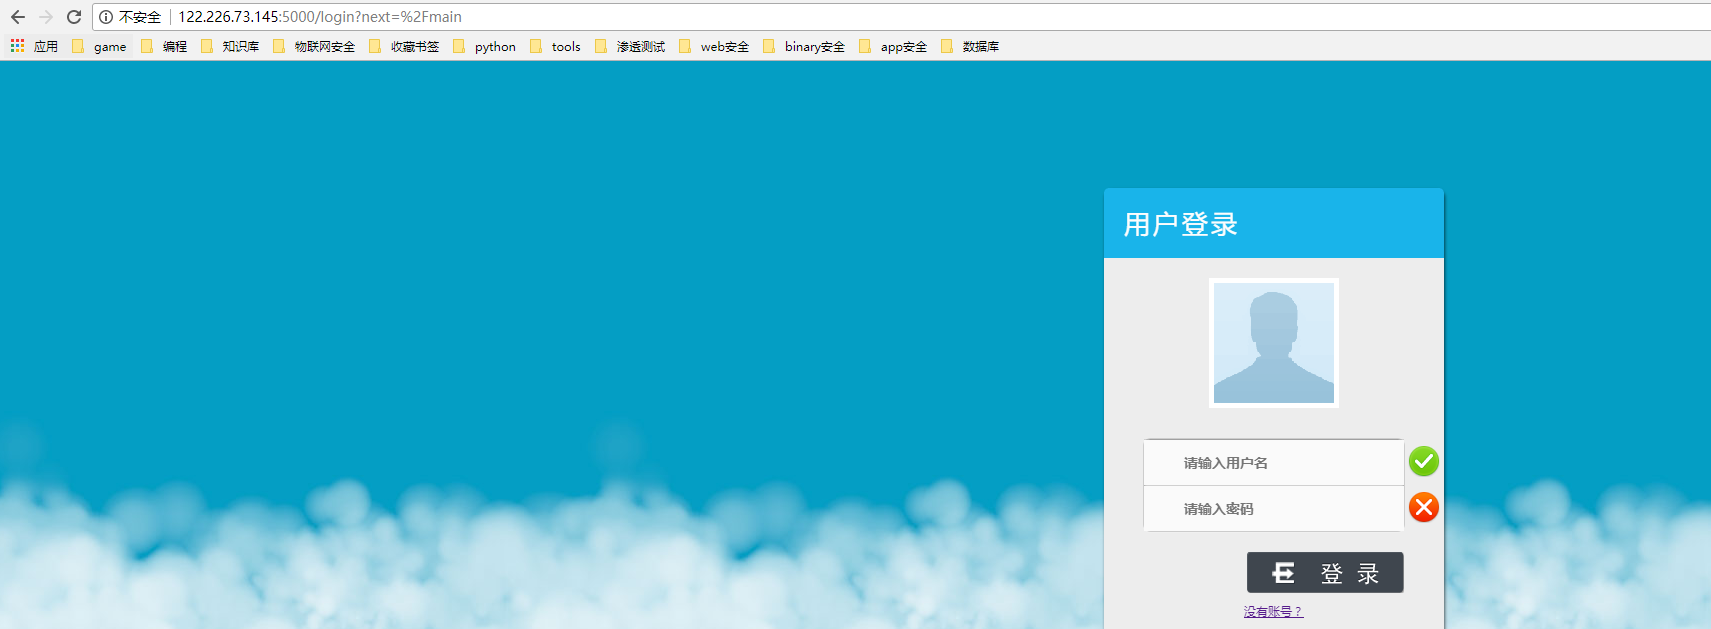 不安全 122.226.73.145:5000/login?next=%2Fmain
应用 game 编程 知识库 物联网安全 收藏书签 python tools 渗透测试 web安全 binary安全 app安全 数据库
用户登录
请输入用户名
请输入密码
登 录
没有账号？